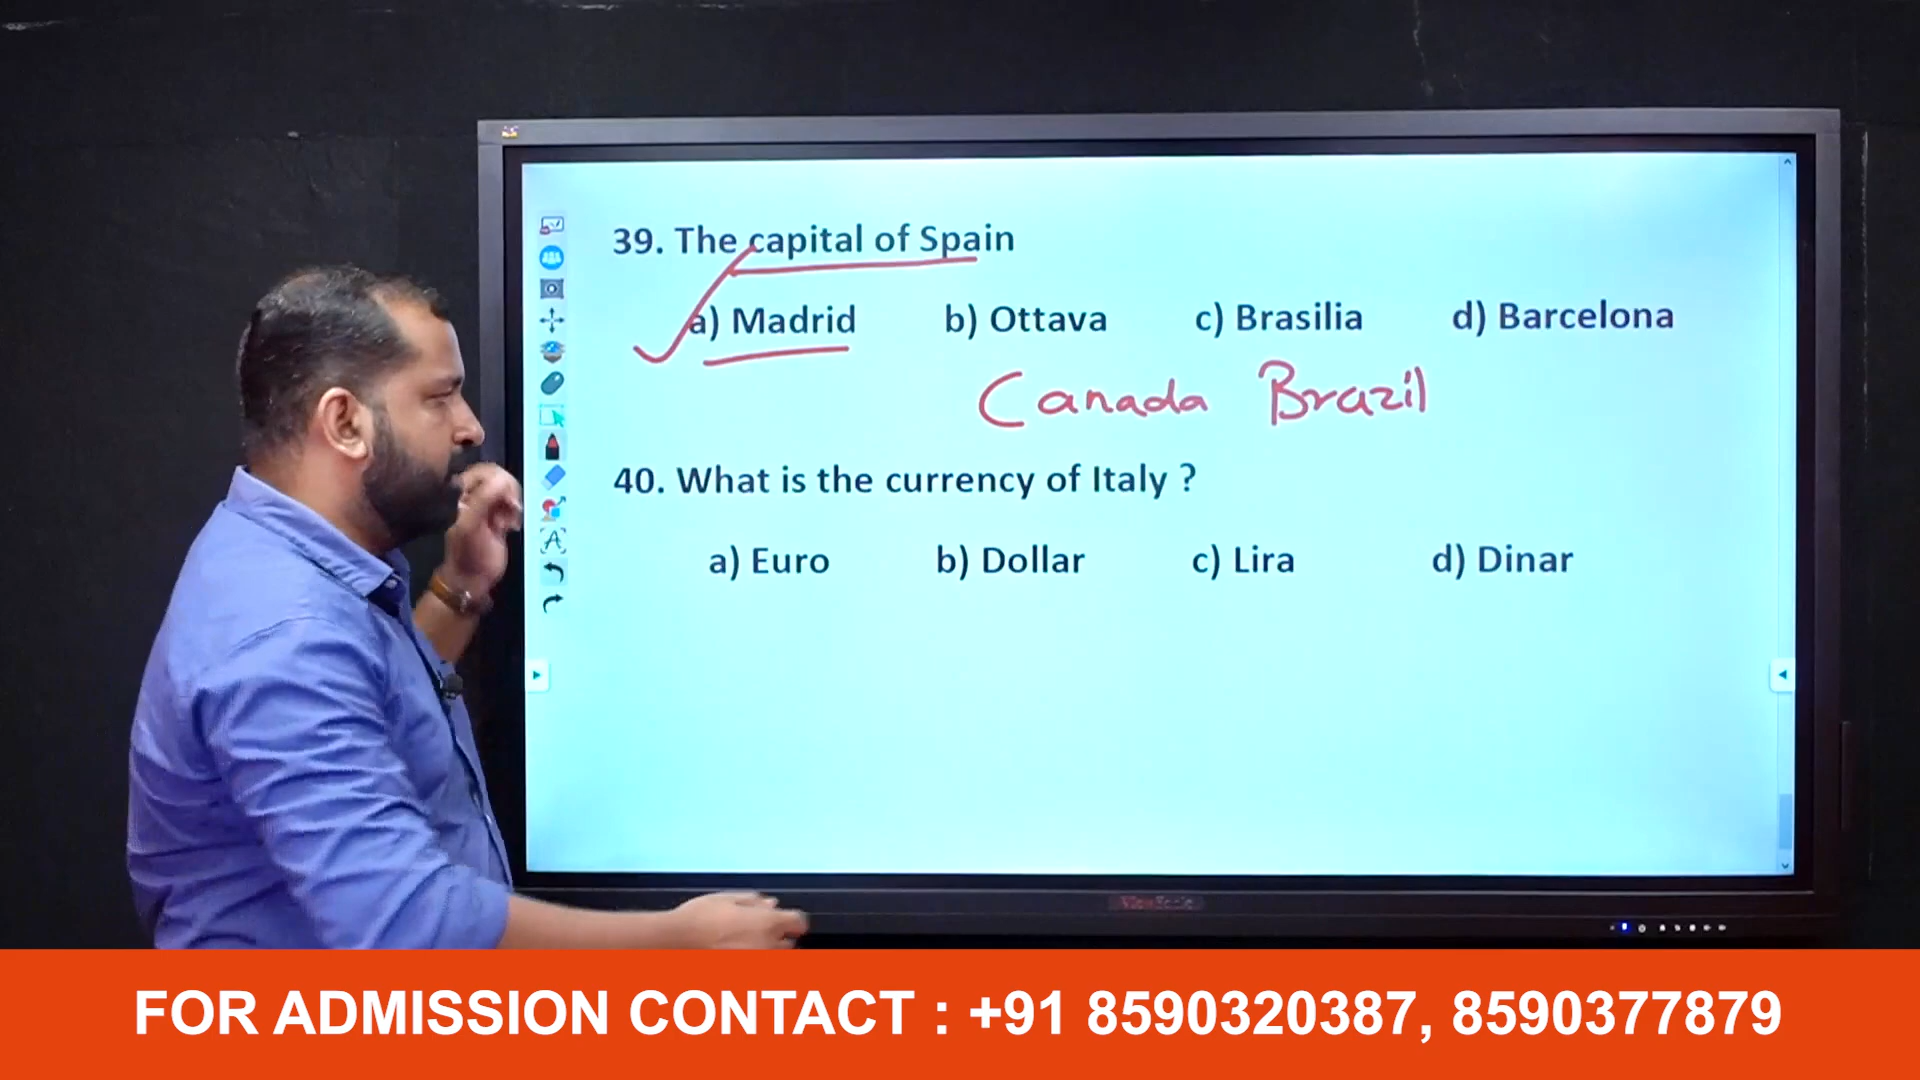 39. The capital of Spain
a) Madrid b) Ottava c) Brasilia d) Barcelona
Canada Brazil
40. What is the currency of Italy ?
a) Euro b) Dollar c) Lira d) Dinar
ViewSonic
FOR ADMISSION CONTACT : +91 8590320387, 8590377879